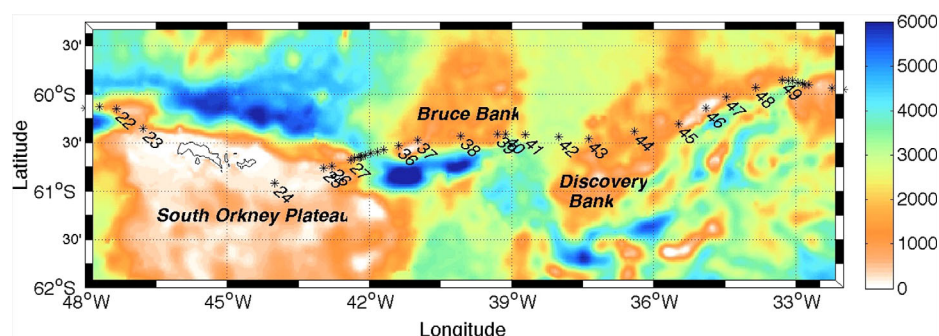 30'
60°S
30'
61°S
30'
62°S
Latitude
48°W
45°W
42°W
39°W
36°W
33°W
Longitude
22
23
24
25
26
27
36
37
38
39
40
41
42
43
44
45
46
47
48
49
Bruce Bank
Discovery
Bank
South Orkney Plateau
6000
5000
4000
3000
2000
1000
0